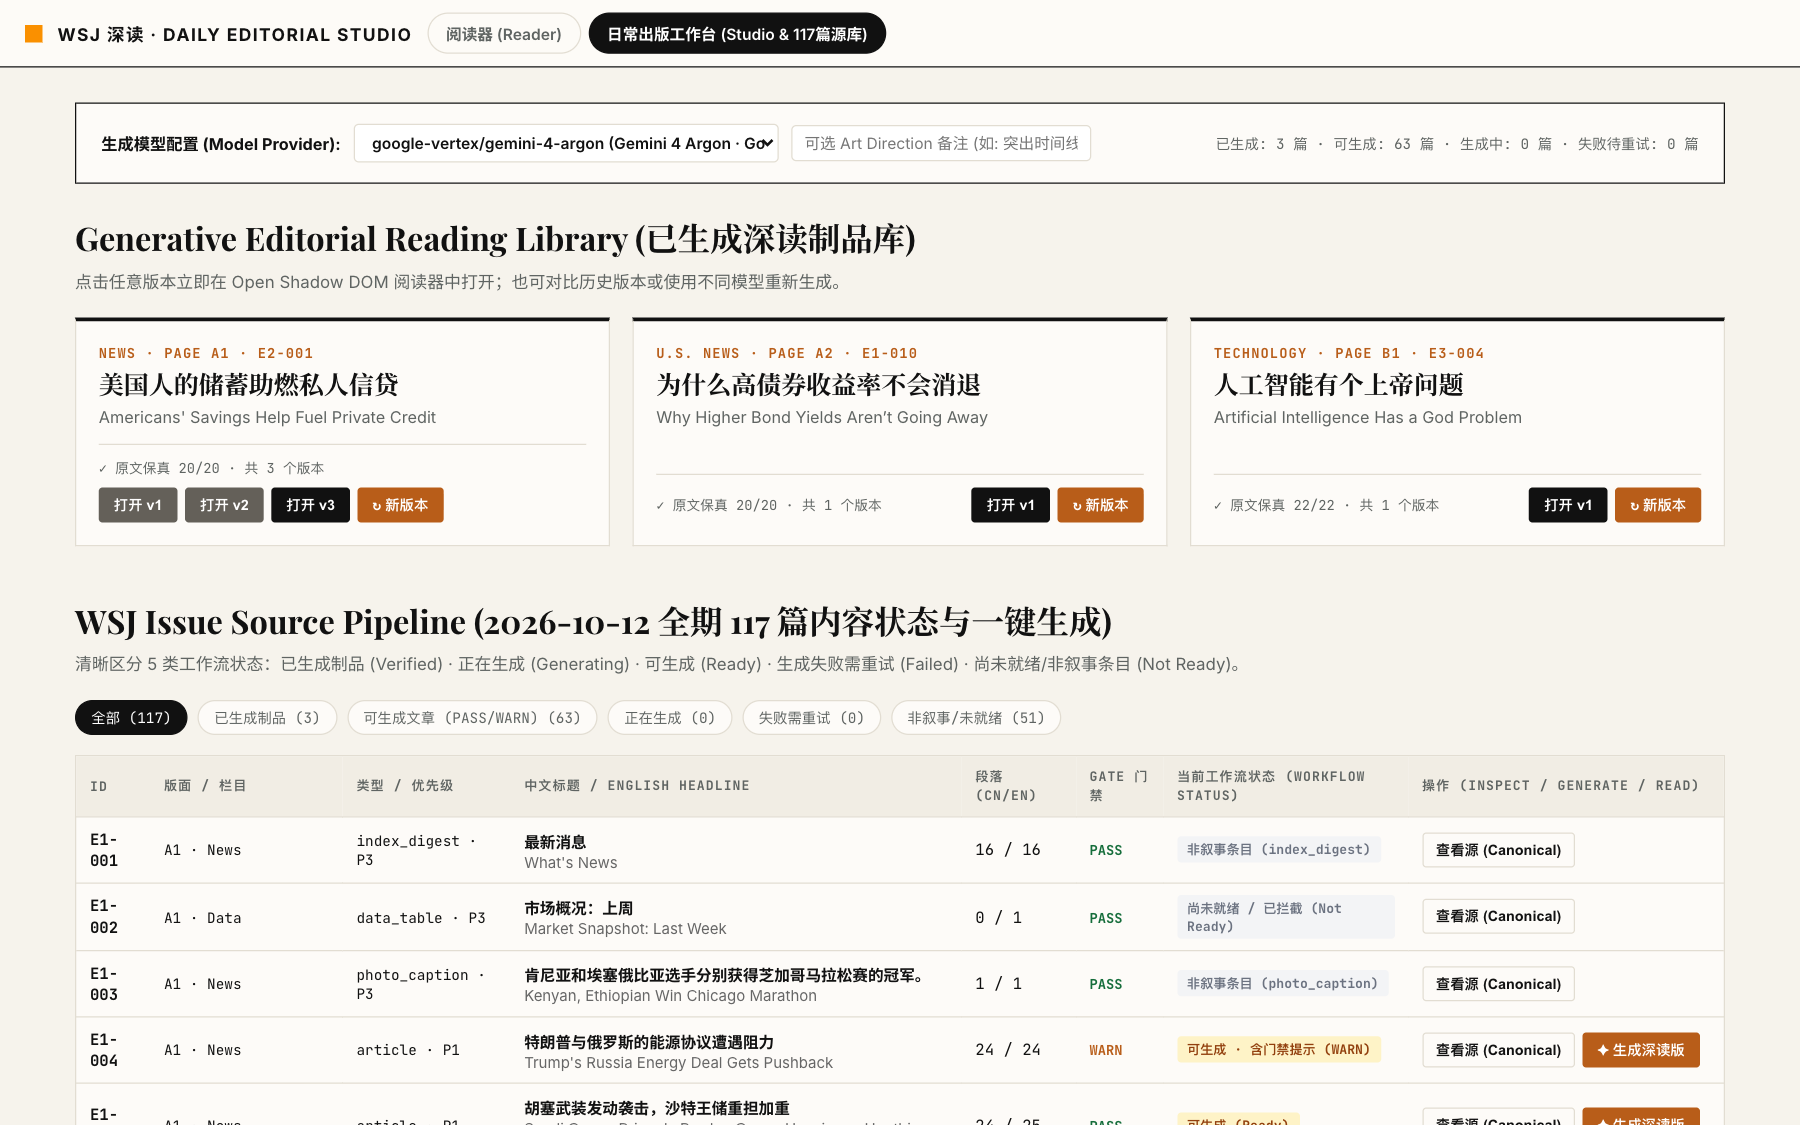 WSJ 深读 · DAILY EDITORIAL STUDIO
阅读器 (Reader)
日常出版工作台 (Studio & 117篇源库)
生成模型配置 (Model Provider):
google-vertex/gemini-4-argon (Gemini 4 Argon · Go
可选 Art Direction 备注 (如: 突出时间线
已生成: 3 篇 · 可生成: 63 篇 · 生成中: 0 篇 · 失败待重试: 0 篇
Generative Editorial Reading Library (已生成深读制品库)
点击任意版本立即在 Open Shadow DOM 阅读器中打开；也可对比历史版本或使用不同模型重新生成。
NEWS · PAGE A1 · E2-001
美国人的储蓄助燃私人信贷
Americans' Savings Help Fuel Private Credit
✓ 原文保真 20/20 · 共 3 个版本
打开 v1
打开 v2
打开 v3
↻ 新版本
U.S. NEWS · PAGE A2 · E1-010
为什么高债券收益率不会消退
Why Higher Bond Yields Aren’t Going Away
✓ 原文保真 20/20 · 共 1 个版本
打开 v1
↻ 新版本
TECHNOLOGY · PAGE B1 · E3-004
人工智能有个上帝问题
Artificial Intelligence Has a God Problem
✓ 原文保真 22/22 · 共 1 个版本
打开 v1
↻ 新版本
WSJ Issue Source Pipeline (2026-10-12 全期 117 篇内容状态与一键生成)
清晰区分 5 类工作流状态：已生成制品 (Verified) · 正在生成 (Generating) · 可生成 (Ready) · 生成失败需重试 (Failed) · 尚未就绪/非叙事条目 (Not Ready)。
全部 (117)
已生成制品 (3)
可生成文章 (PASS/WARN) (63)
正在生成 (0)
失败需重试 (0)
非叙事/未就绪 (51)
ID
版面 / 栏目
类型 / 优先级
中文标题 / ENGLISH HEADLINE
段落
(CN/EN)
GATE 门
禁
当前工作流状态 (WORKFLOW
STATUS)
操作 (INSPECT / GENERATE / READ)
E1-
001
A1 · News
index_digest ·
P3
最新消息
What's News
16 / 16
PASS
非叙事条目 (index_digest)
查看源 (Canonical)
E1-
002
A1 · Data
data_table · P3
市场概况：上周
Market Snapshot: Last Week
0 / 1
PASS
尚未就绪 / 已拦截 (Not
Ready)
查看源 (Canonical)
E1-
003
A1 · News
photo_caption ·
P3
肯尼亚和埃塞俄比亚选手分别获得芝加哥马拉松赛的冠军。
Kenyan, Ethiopian Win Chicago Marathon
1 / 1
PASS
非叙事条目 (photo_caption)
查看源 (Canonical)
E1-
004
A1 · News
article · P1
特朗普与俄罗斯的能源协议遭遇阻力
Trump's Russia Energy Deal Gets Pushback
24 / 24
WARN
可生成 · 含门禁提示 (WARN)
查看源 (Canonical)
✦ 生成深读版
E1-
胡塞武装发动袭击，沙特王储重担加重